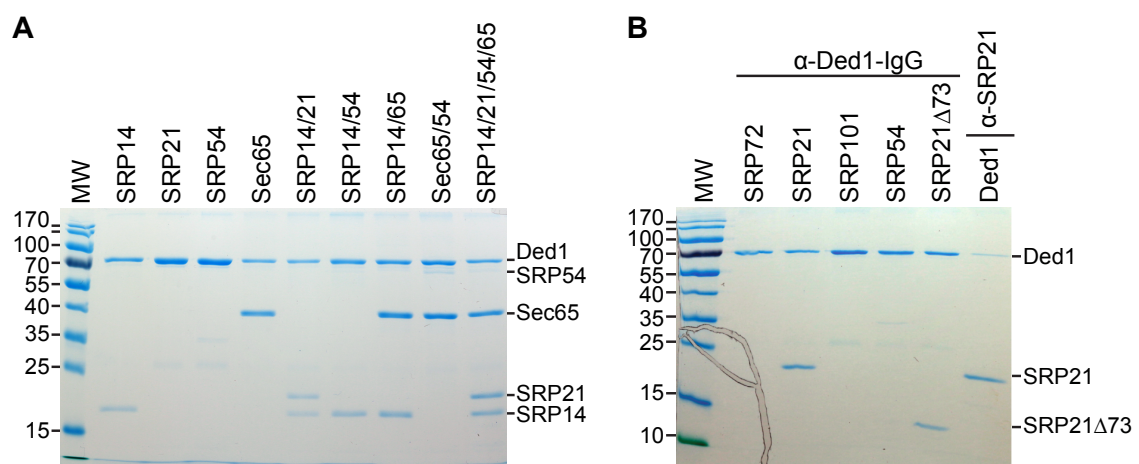 A
MW
SRP14
SRP21
SRP54
Sec65
SRP14/21
SRP14/54
SRP14/65
Sec65/54
SRP14/21/54/65
170
100
70
55
40
35
25
15
Ded1
SRP54
Sec65
SRP21
SRP14
B
α-Ded1-IgG
α-SRP21
MW
SRP72
SRP21
SRP101
SRP54
SRP21Δ73
Ded1
170
100
70
55
40
35
25
15
10
Ded1
SRP21
SRP21Δ73